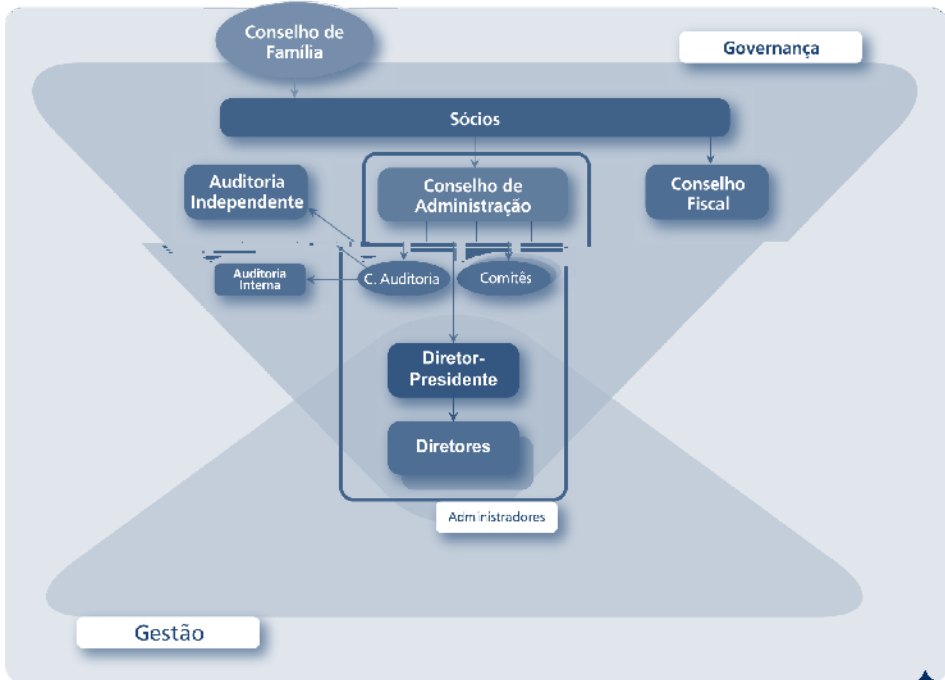 Conselho de
Família
Governança
Sócios
Auditoria
Independente
Conselho de
Administração
Conselho
Fiscal
Auditoria
Interna
C. Auditoria
Comitês
Diretor-
Presidente
Diretores
Administradores
Gestão